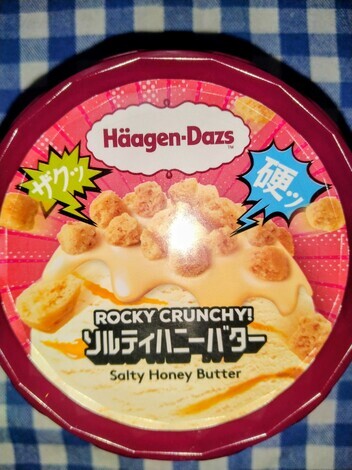 Häagen-Dazs
ザクッ
硬ッ
ROCKY CRUNCHY!
ソルティハニーバター
Salty Honey Butter